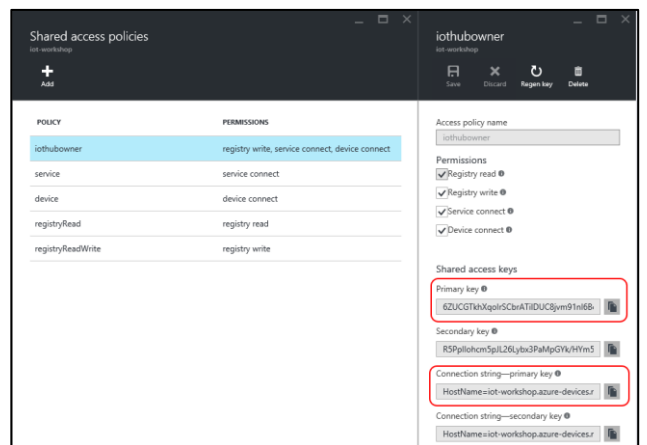 Shared access policies
iot-workshop
Add
POLICY PERMISSIONS
iothubowner registry write, service connect, device connect
service service connect
device device connect
registryRead registry read
registryReadWrite registry write
iothubowner
iot-workshop
Save Discard Regen key Delete
Access policy name
iothubowner
Permissions
Registry read
Registry write
Service connect
Device connect
Shared access keys
Primary key
Secondary key
Connection string—primary key
HostName=iot-workshop.azure-devices.r
Connection string—secondary key
HostName=iot-workshop.azure-devices.r